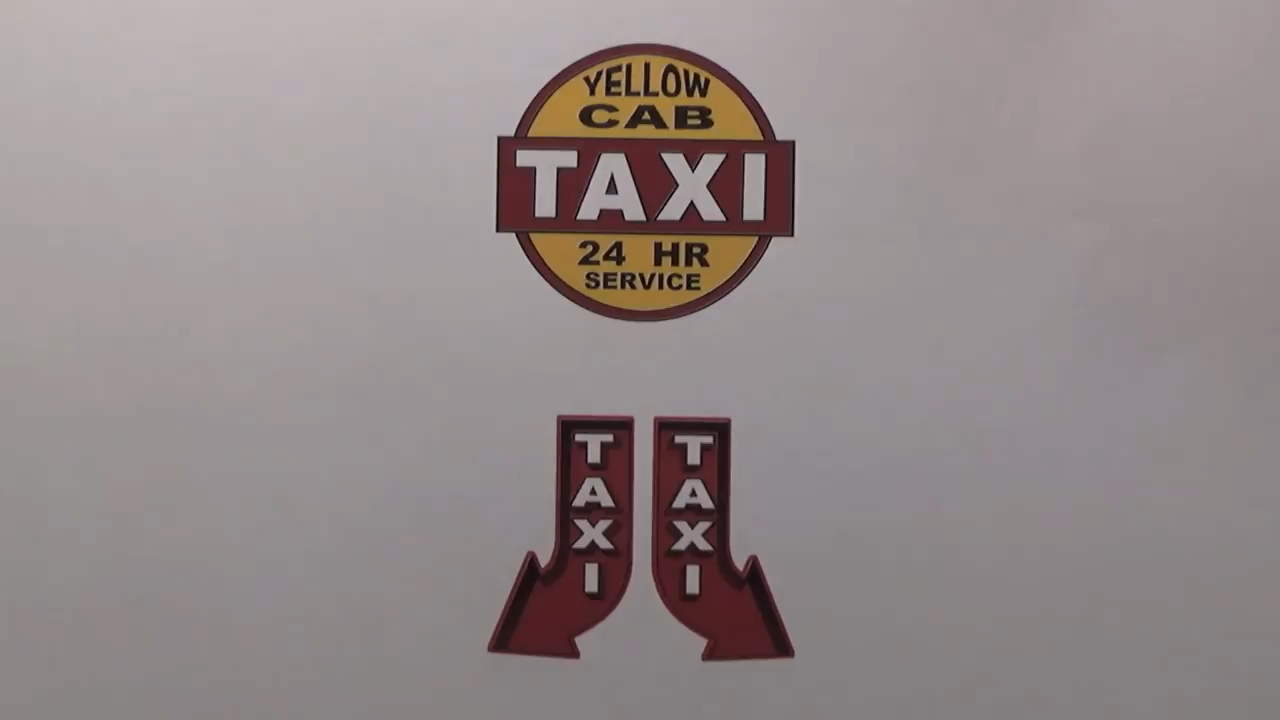 YELLOW
CAB
TAXI
24 HR
SERVICE
TAXI
TAXI